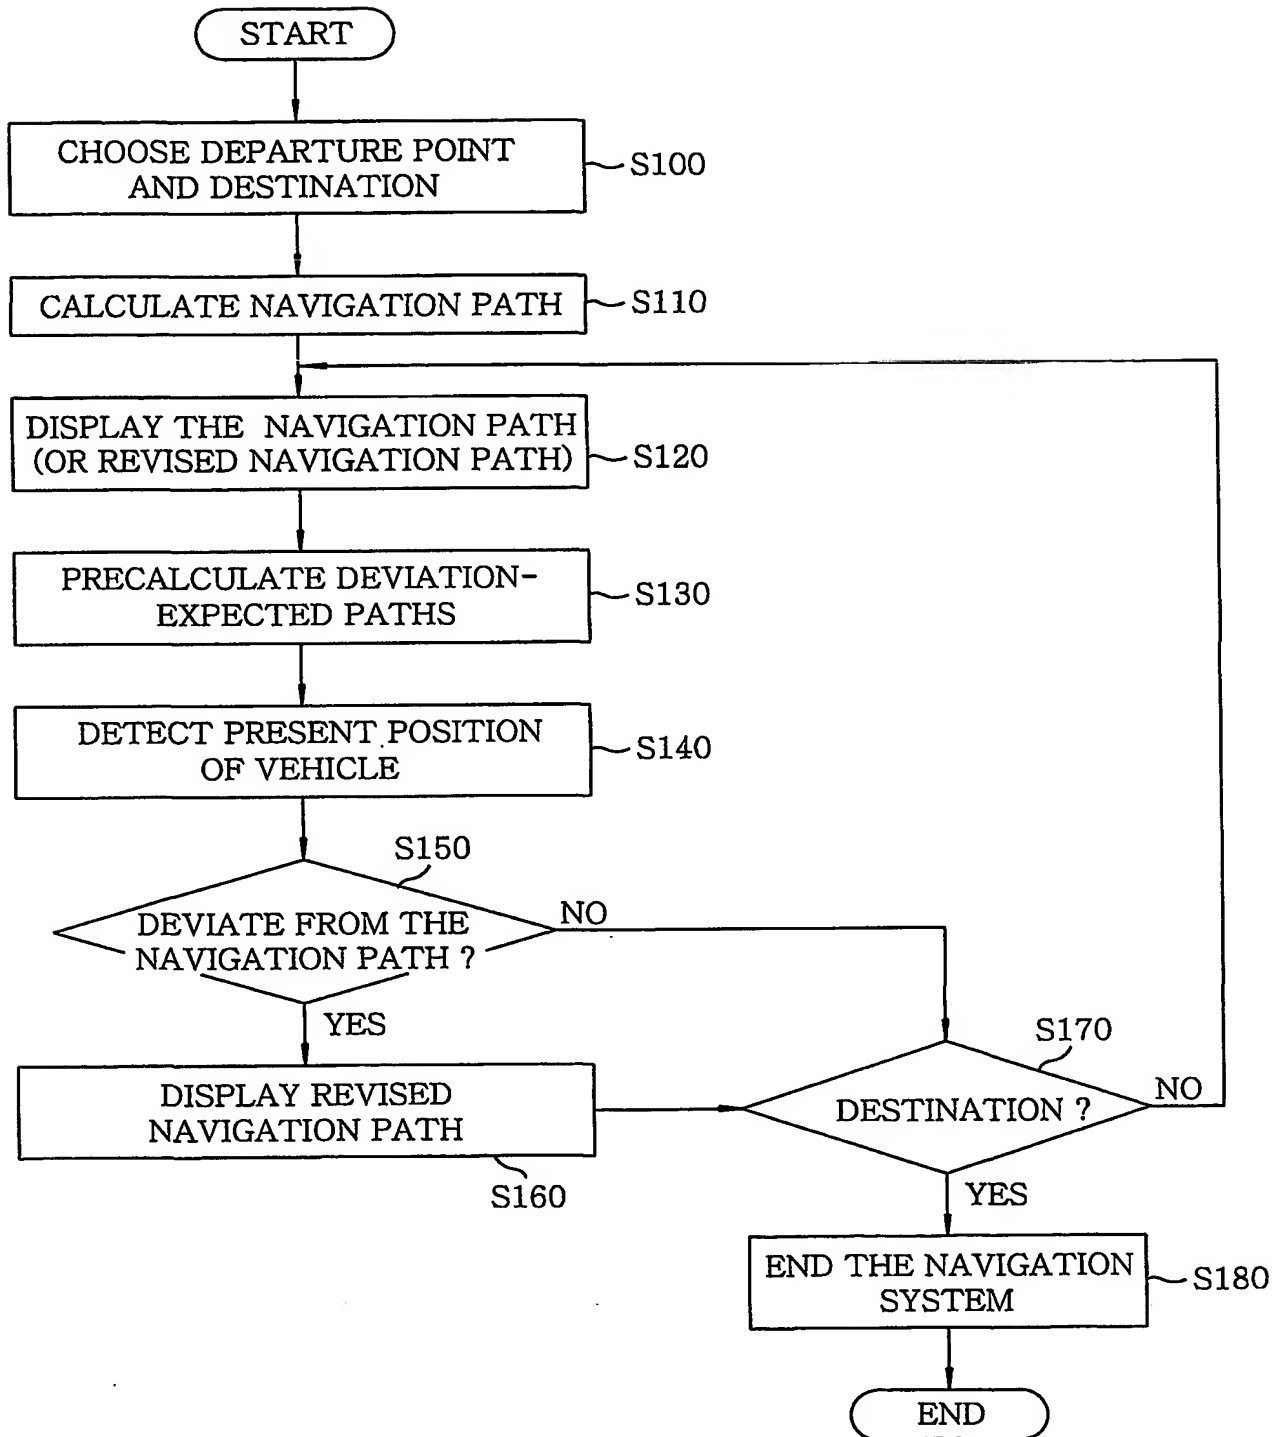 START
CHOOSE DEPARTURE POINT
AND DESTINATION
S100
CALCULATE NAVIGATION PATH
S110
DISPLAY THE NAVIGATION PATH
(OR REVISED NAVIGATION PATH)
S120
PRECALCULATE DEVIATION-
EXPECTED PATHS
S130
DETECT PRESENT POSITION
OF VEHICLE
S140
S150
DEVIATE FROM THE
NAVIGATION PATH ?
NO
YES
DISPLAY REVISED
NAVIGATION PATH
S160
S170
DESTINATION ?
NO
YES
END THE NAVIGATION
SYSTEM
S180
END